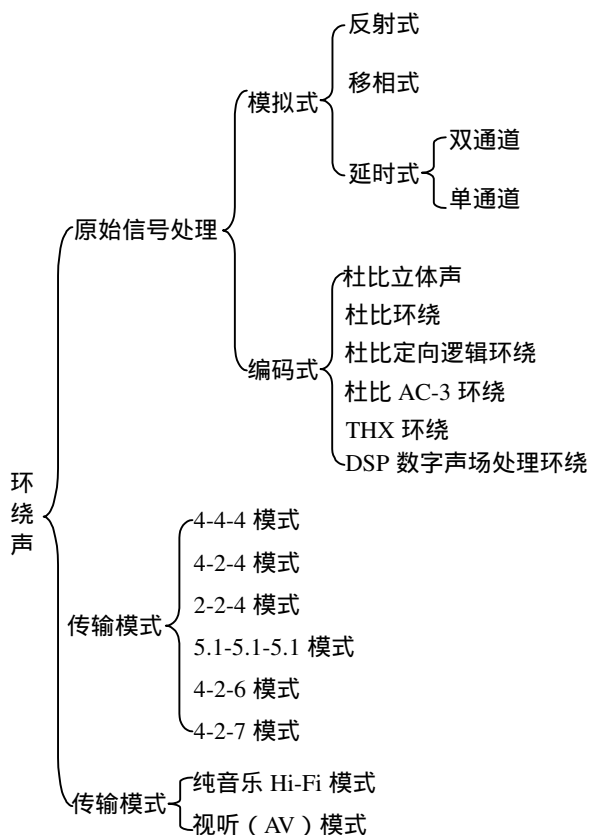 反射式
移相式
模拟式
双通道
延时式
单通道
原始信号处理
杜比立体声
杜比环绕
杜比定向逻辑环绕
编码式
杜比 AC-3 环绕
THX 环绕
DSP 数字声场处理环绕
环
绕
声
4-4-4 模式
4-2-4 模式
2-2-4 模式
传输模式
5.1-5.1-5.1 模式
4-2-6 模式
4-2-7 模式
纯音乐 Hi-Fi 模式
传输模式
视听（AV）模式